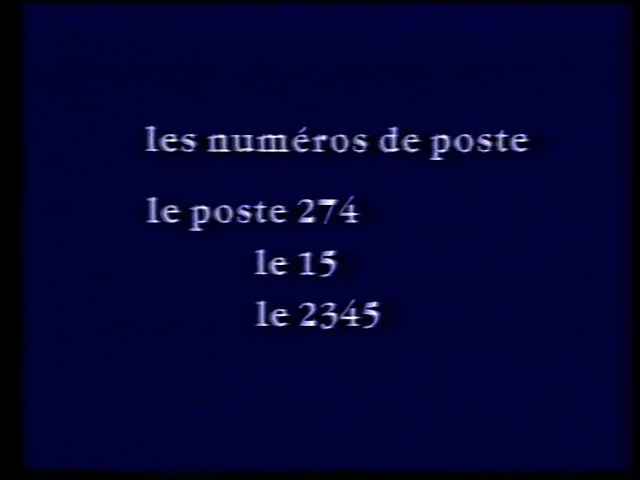 les numéros de poste
le poste 274
le 15
le 2345